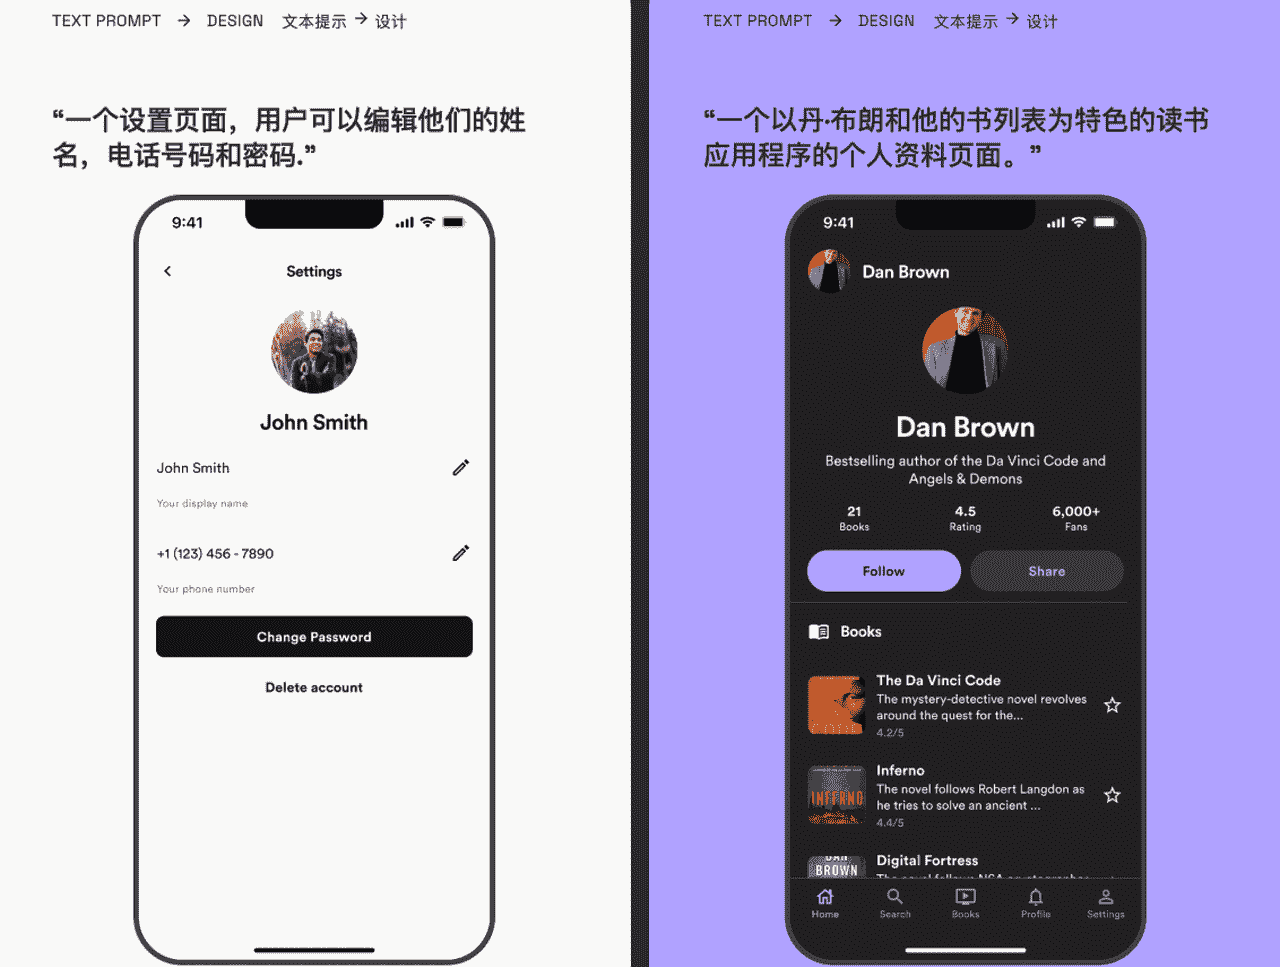 TEXT PROMPT → DESIGN 文本提示 → 设计
“一个设置页面，用户可以编辑他们的姓
名，电话号码和密码.”
9:41
Settings
John Smith
John Smith
Your display name
+1 (123) 456 - 7890
Your phone number
Change Password
Delete account
TEXT PROMPT → DESIGN 文本提示 → 设计
“一个以丹·布朗和他的书列表为特色的读书
应用程序的个人资料页面。”
9:41
Dan Brown
Dan Brown
Bestselling author of the Da Vinci Code and
Angels & Demons
21 4.5 6,000+
Books Rating Fans
Follow Share
Books
The Da Vinci Code
The mystery-detective novel revolves
around the quest for the...
4.2/5
INFERNO
Inferno
The novel follows Robert Langdon as
he tries to solve an ancient ...
4.4/5
DAN
BROWN
Digital Fortress
Home Search Books Profile Settings